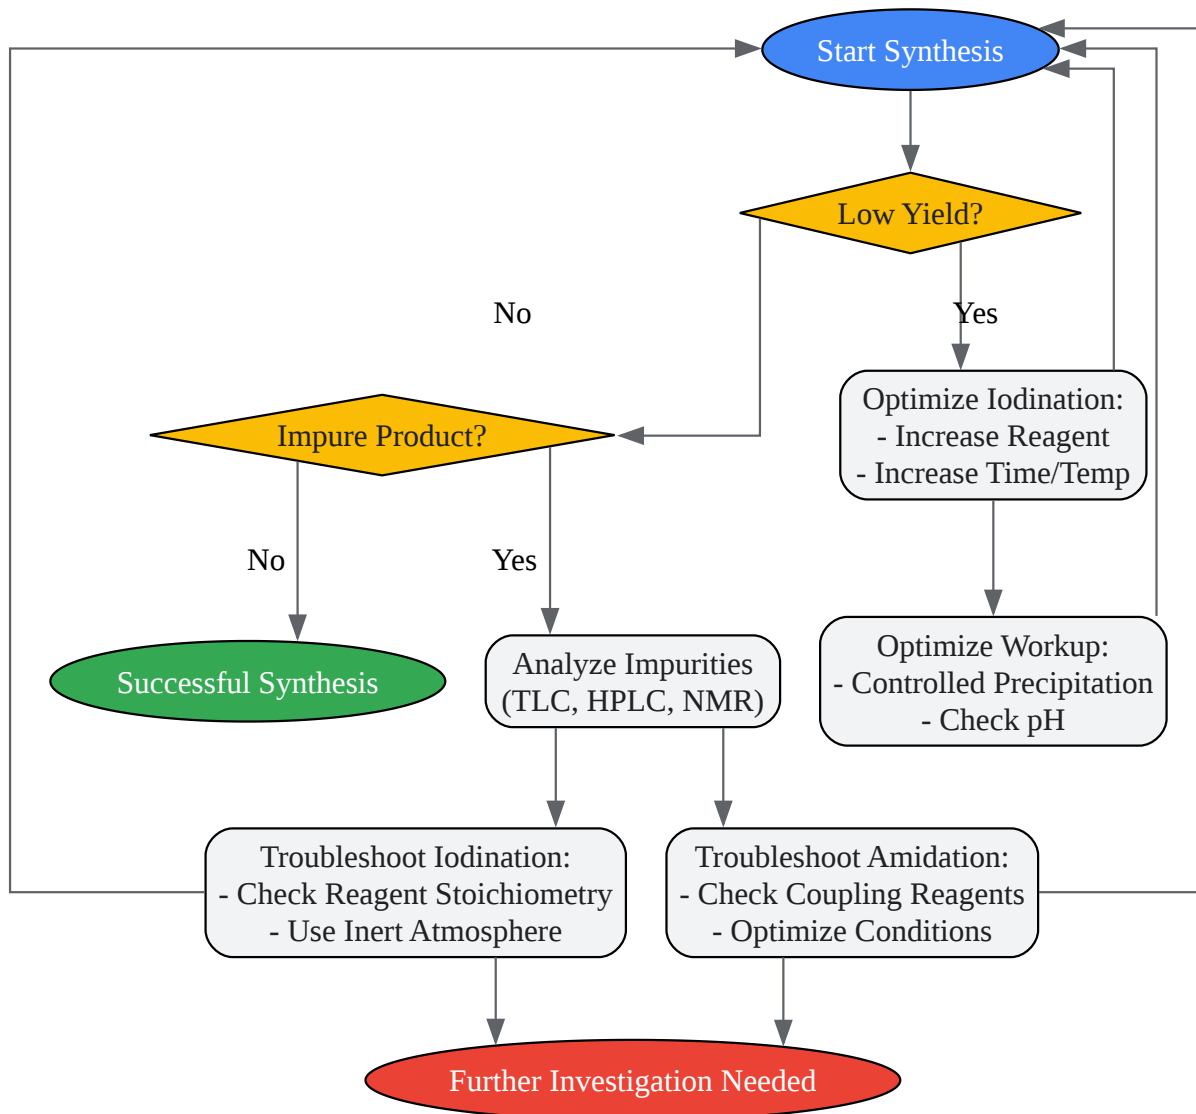 Start Synthesis
Low Yield?
No
Yes
Optimize Iodination:
- Increase Reagent
- Increase Time/Temp
Impure Product?
No
Yes
Optimize Workup:
- Controlled Precipitation
- Check pH
Successful Synthesis
Analyze Impurities
(TLC, HPLC, NMR)
Troubleshoot Iodination:
- Check Reagent Stoichiometry
- Use Inert Atmosphere
Troubleshoot Amidation:
- Check Coupling Reagents
- Optimize Conditions
Further Investigation Needed